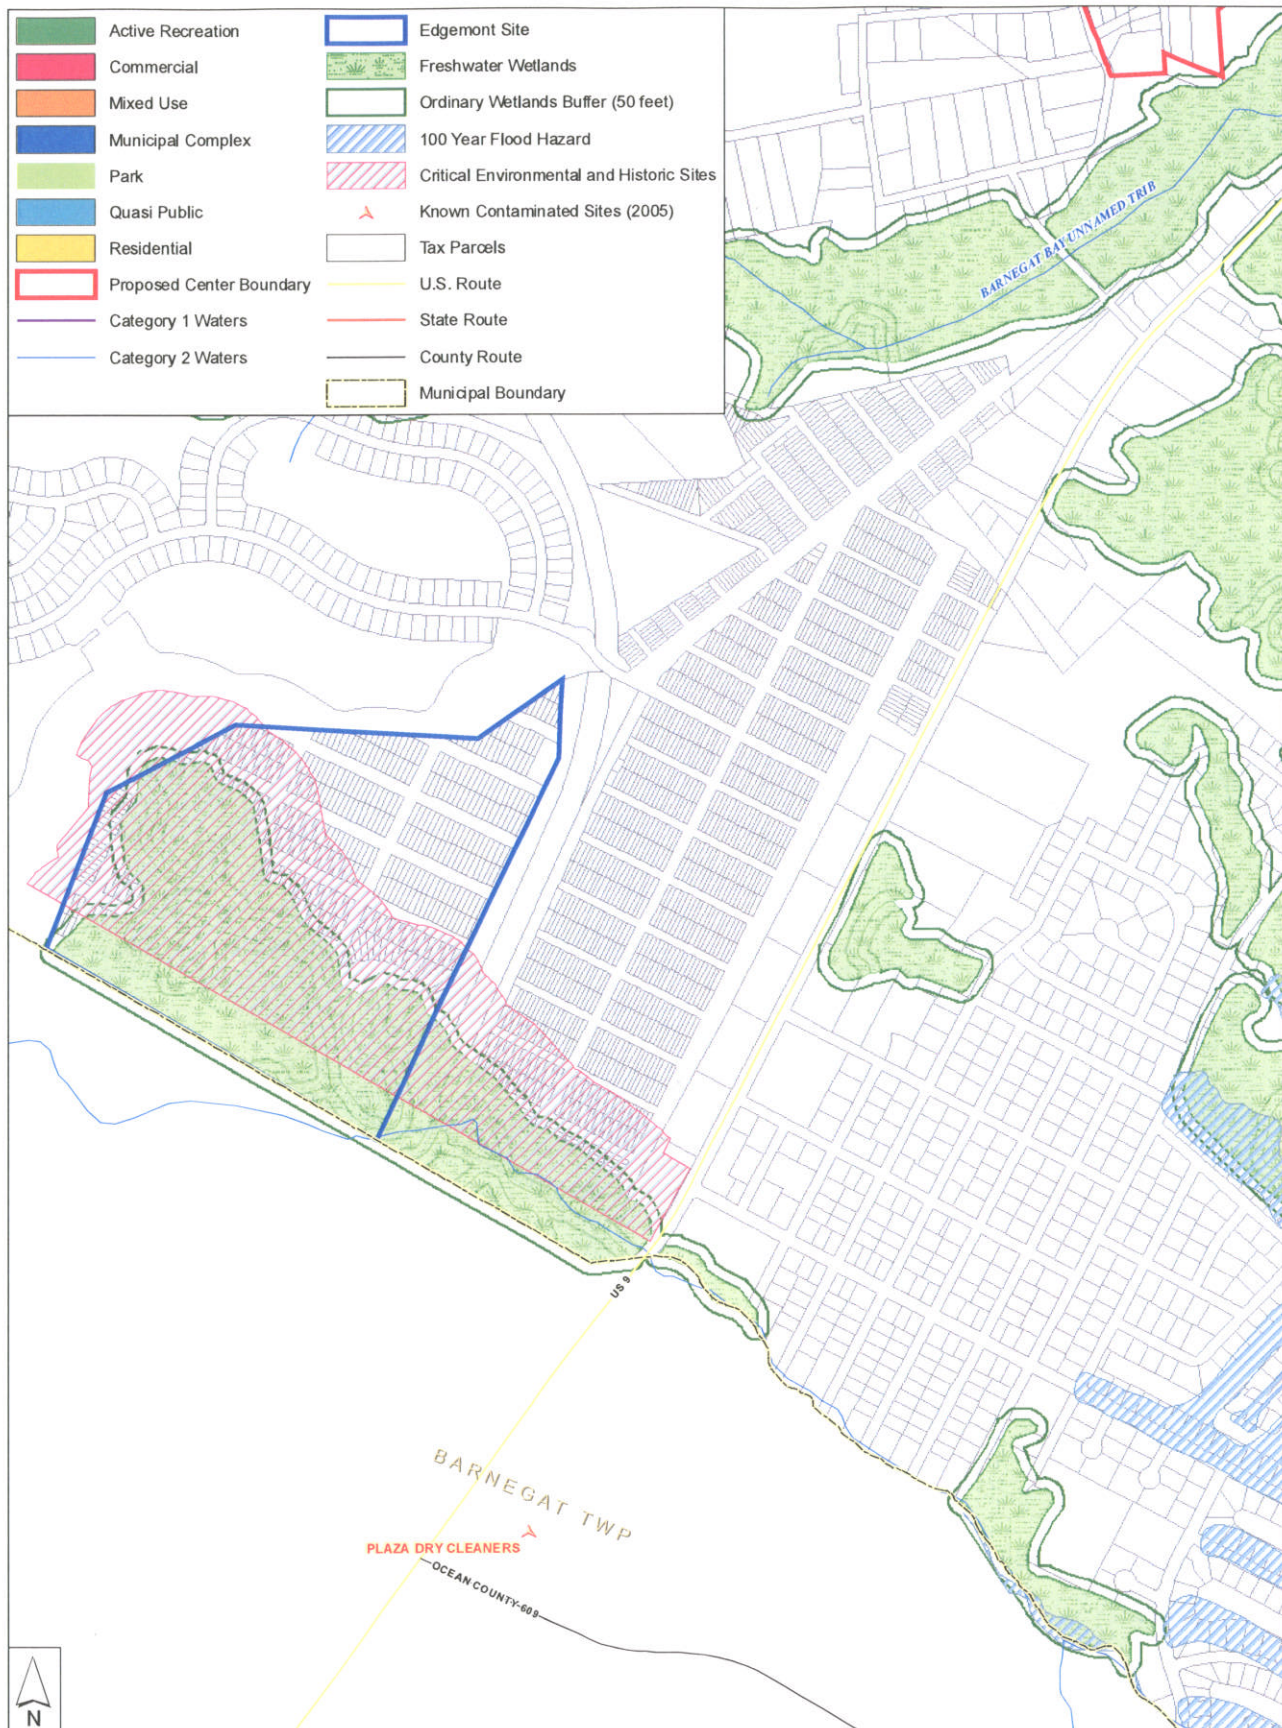 Active Recreation
Commercial
Mixed Use
Municipal Complex
Park
Quasi Public
Residential
Proposed Center Boundary
Category 1 Waters
Category 2 Waters
Edgemont Site
Freshwater Wetlands
Ordinary Wetlands Buffer (50 feet)
100 Year Flood Hazard
Critical Environmental and Historic Sites
Known Contaminated Sites (2005)
Tax Parcels
U.S. Route
State Route
County Route
Municipal Boundary
BARNEGAT BAY UNNAMED TRIB
US 9
BARNEGAT TWP
PLAZA DRY CLEANERS
OCEAN COUNTY-609
N